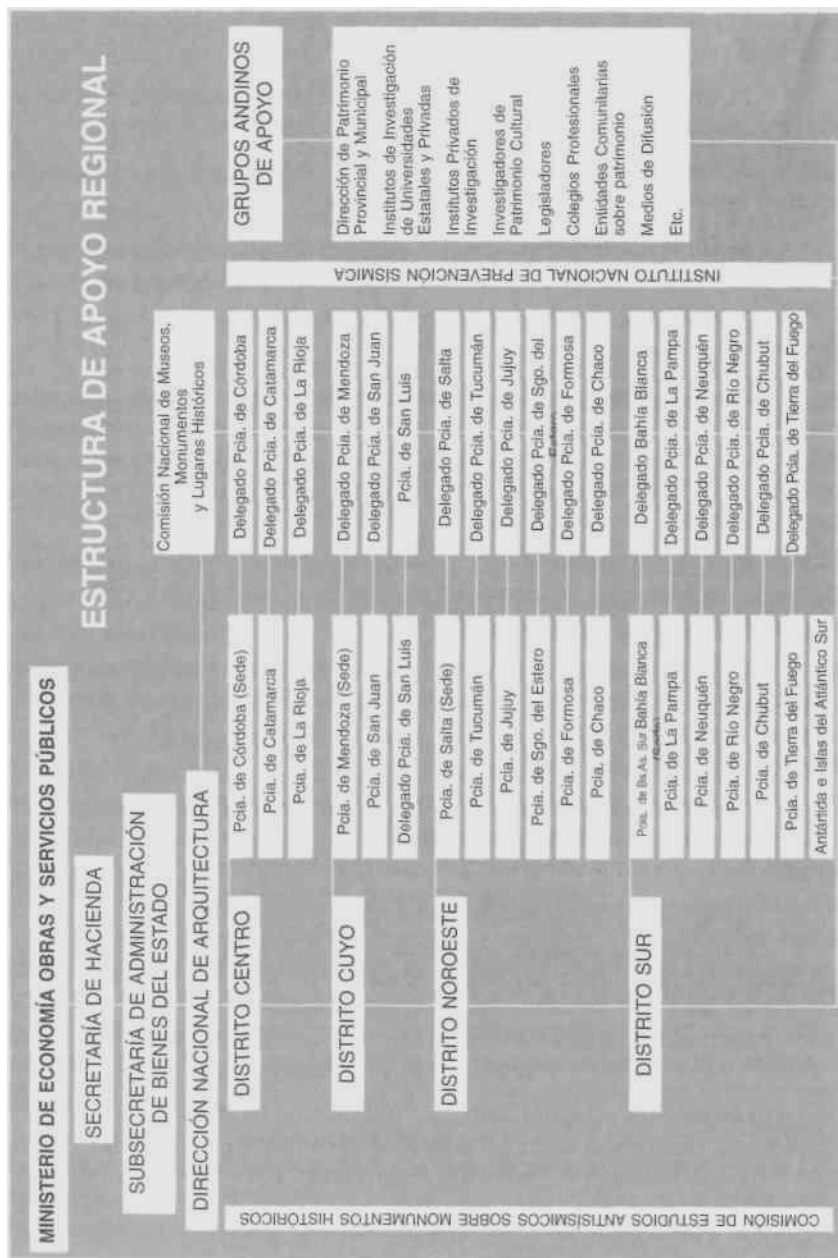 MINISTERIO DE ECONOMÍA OBRAS Y SERVICIOS PÚBLICOS
ESTRUCTURA DE APOYO REGIONAL
SECRETARÍA DE HACIENDA
SUBSECRETARÍA DE ADMINISTRACIÓN
DE BIENES DEL ESTADO
DIRECCIÓN NACIONAL DE ARQUITECTURA
Comisión Nacional de Museos,
Monumentos
y Lugares Históricos
COMISIÓN DE ESTUDIOS ANTISÍSMICOS SOBRE MONUMENTOS HISTORICOS
DISTRITO CENTRO
Pcia. de Córdoba (Sede)
Pcia. de Catamarca
Pcia. de La Rioja
Delegado Pcia. de Córdoba
Delegado Pcia. de Catamarca
Delegado Pcia. de La Rioja
DISTRITO CUYO
Pcia. de Mendoza (Sede)
Pcia. de San Juan
Delegado Pcia. de San Luis
Delegado Pcia. de Mendoza
Delegado Pcia. de San Juan
Pcia. de San Luis
DISTRITO NOROESTE
Pcia. de Salta (Sede)
Pcia. de Tucumán
Pcia. de Jujuy
Pcia. de Sgo. del Estero
Pcia. de Formosa
Pcia. de Chaco
Delegado Pcia. de Salta
Delegado Pcia. de Tucumán
Delegado Pcia. de Jujuy
Delegado Pcia. de Sgo. del
Estero
Delegado Pcia. de Formosa
Delegado Pcia. de Chaco
DISTRITO SUR
Pcia. de Bs.As. Sur Bahía Blanca
Pcia. de La Pampa
Pcia. de Neuquén
Pcia. de Río Negro
Pcia. de Chubut
Pcia. de Tierra del Fuego
Antártida e Islas del Atlántico Sur
Delegado Bahía Blanca
Delegado Pcia. de La Pampa
Delegado Pcia. de Neuquén
Delegado Pcia. de Río Negro
Delegado Pcia. de Chubut
Delegado Pcia. de Tierra del Fuego
INSTITUTO NACIONAL DE PREVENCIÓN SÍSMICA
GRUPOS ANDINOS
DE APOYO
Dirección de Patrimonio
Provincial y Municipal
Institutos de Investigación
de Universidades
Estatales y Privadas
Institutos Privados de
Investigación
Investigadores de
Patrimonio Cultural
Legisladores
Colegios Profesionales
Entidades Comunitarias
sobre patrimonio
Medios de Difusión
Etc.